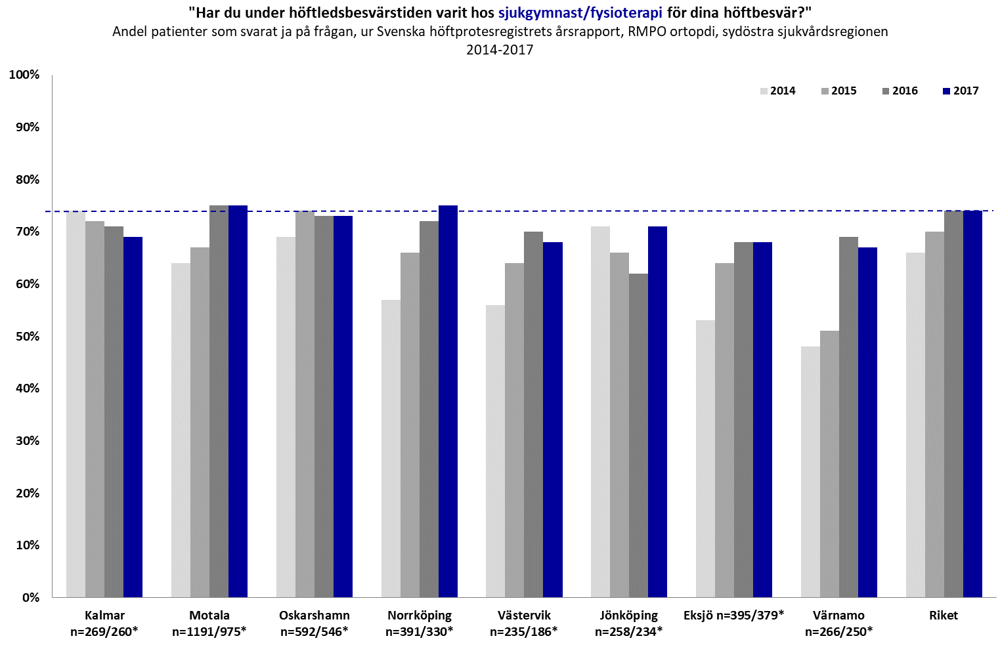 "Har du under höftledsbesvärstiden varit hos sjukgymnast/fysioterapi för dina höftbesvär?"
Andel patienter som svarat ja på frågan, ur Svenska höftprotesregistrets årsrapport, RMPO ortopdi, sydöstra sjukvårdsregionen
2014-2017
100%
2014 2015 2016 2017
90%
80%
70%
60%
50%
40%
30%
20%
10%
0%
Kalmar Motala Oskarshamn Norrköping Västervik Jönköping Eksjö n=395/379* Värnamo Riket
n=269/260* n=1191/975* n=592/546* n=391/330* n=235/186* n=258/234* n=266/250*